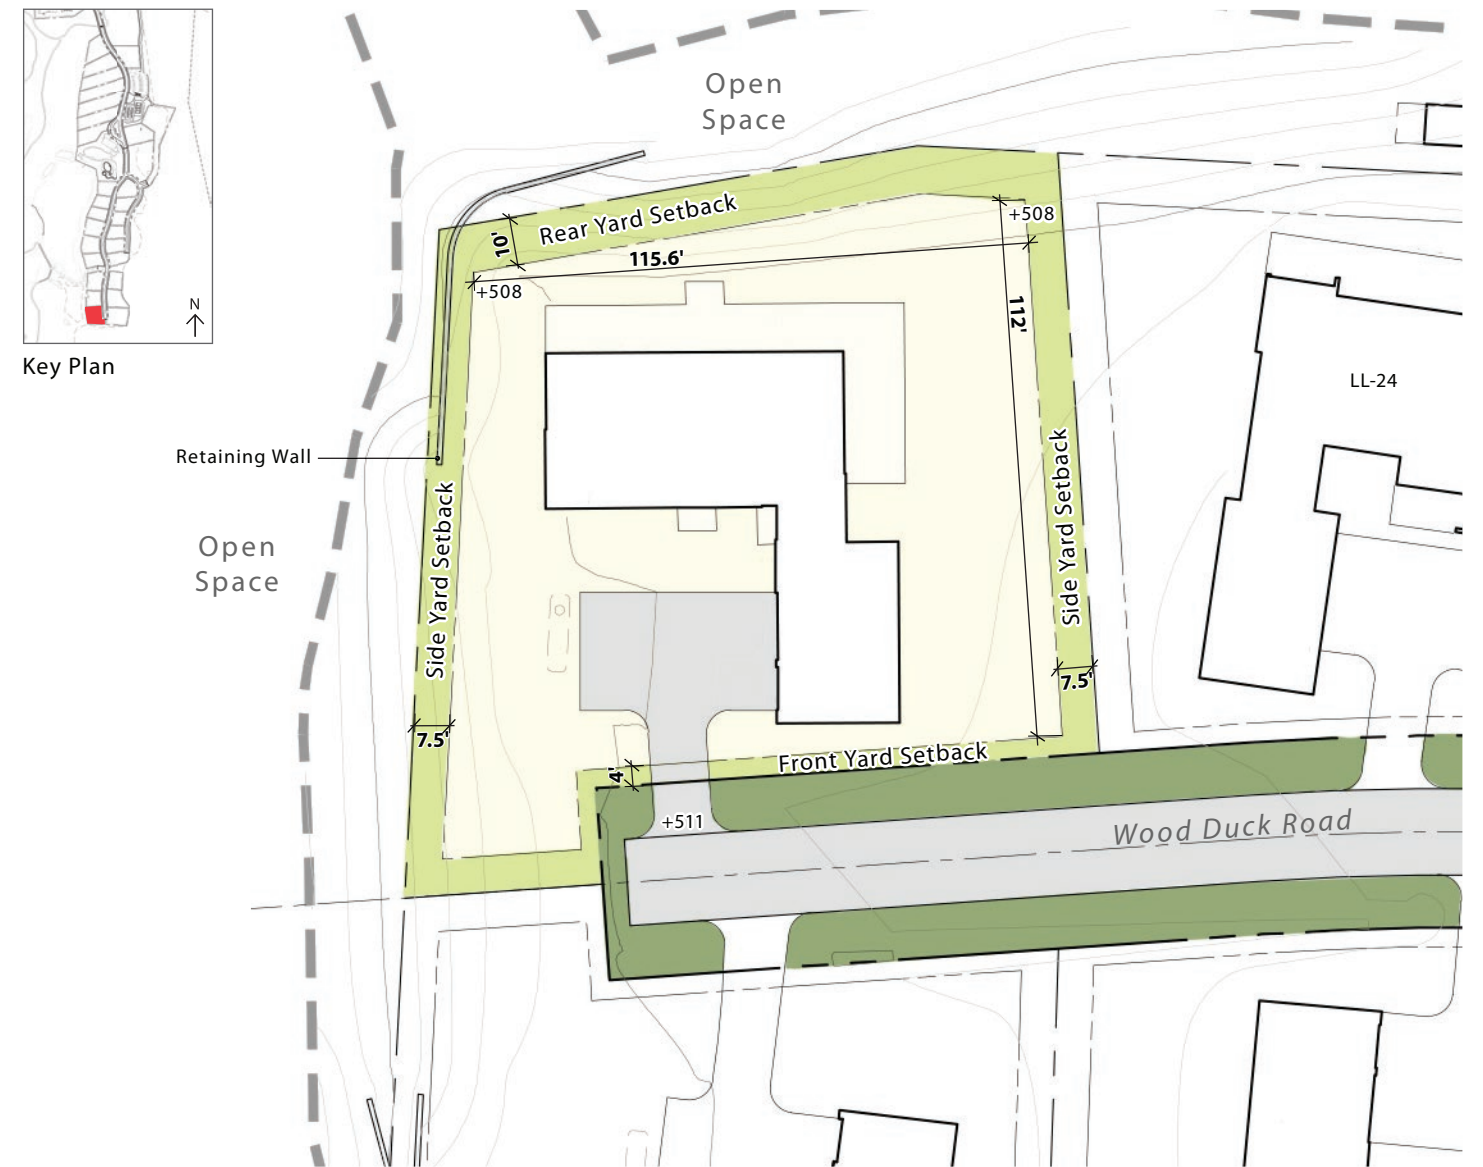 Open
Space
N
Key Plan
Rear Yard Setback
10'
115.6'
+508
+508
112'
LL-24
Retaining Wall
Open
Space
Side Yard Setback
Side Yard Setback
7.5'
7.5'
Front Yard Setback
4'
+511
Wood Duck Road